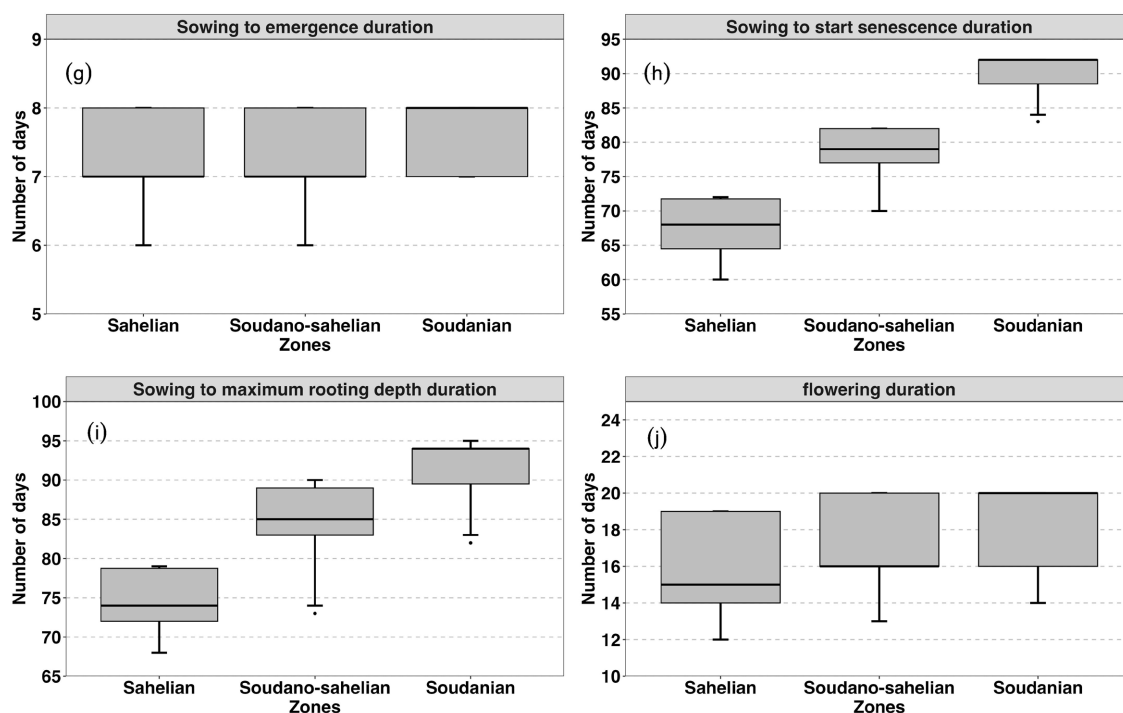 Sowing to emergence duration
(g)
Number of days
9
8
7
6
5
Sahelian Soudano-sahelian Soudanian
Zones
Sowing to start senescence duration
(h)
Number of days
95
90
85
80
75
70
65
60
55
Sahelian Soudano-sahelian Soudanian
Zones
Sowing to maximum rooting depth duration
(i)
Number of days
100
95
90
85
80
75
70
65
Sahelian Soudano-sahelian Soudanian
Zones
flowering duration
(j)
Number of days
24
22
20
18
16
14
12
10
Sahelian Soudano-sahelian Soudanian
Zones